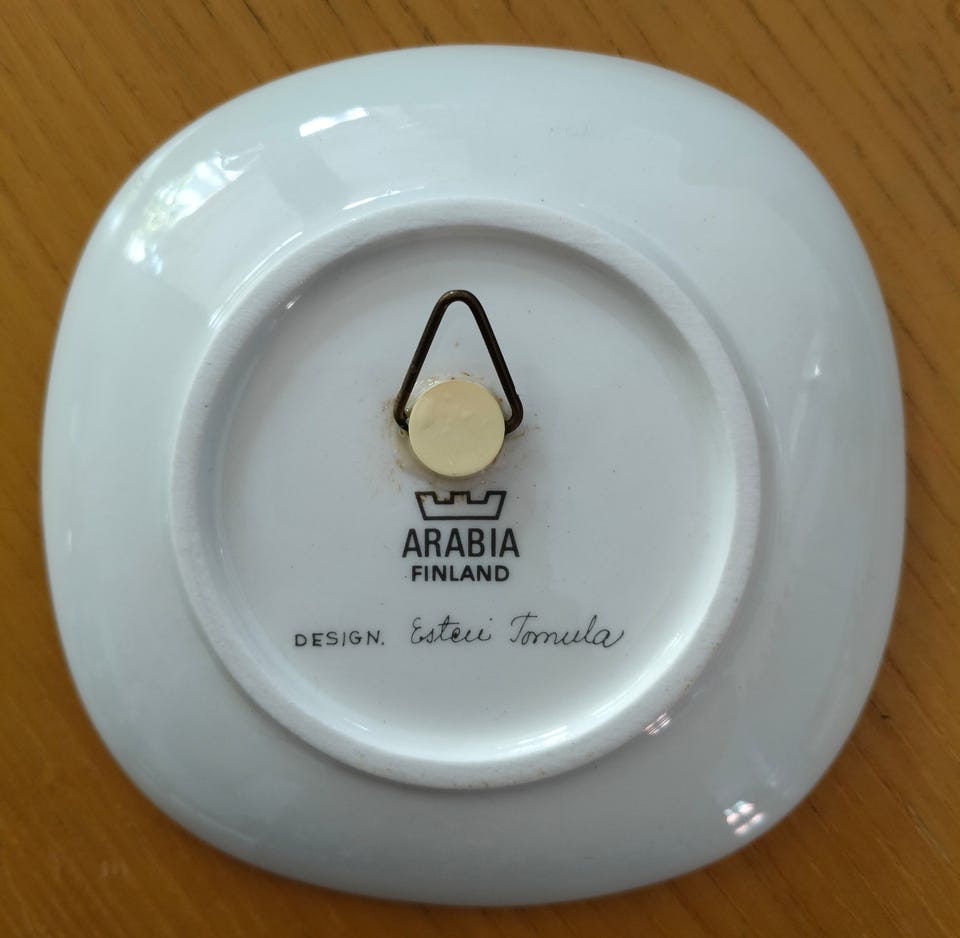 ARABIA
FINLAND
DESIGN. Esteri Tomula